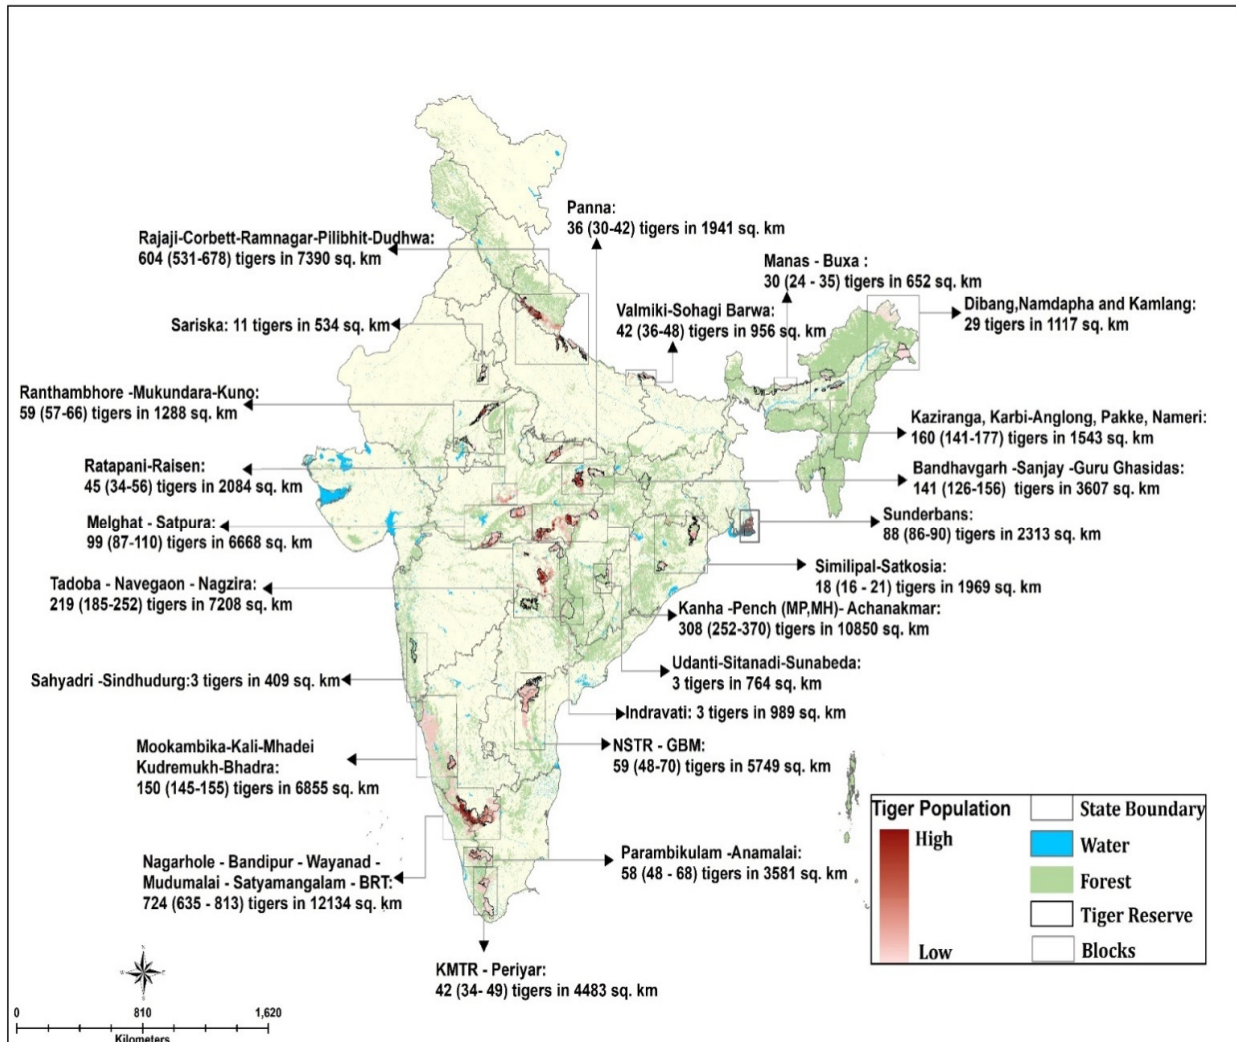 Panna:
36 (30-42) tigers in 1941 sq. km
Rajaji-Corbett-Ramnagar-Pilibhit-Dudhwa:
604 (531-678) tigers in 7390 sq. km
Manas - Buxa :
30 (24 - 35) tigers in 652 sq. km
Dibang,Namdapha and Kamlang:
29 tigers in 1117 sq. km
Valmiki-Sohagi Barwa:
42 (36-48) tigers in 956 sq. km
Sariska: 11 tigers in 534 sq. km
Ranthambhore -Mukundara-Kuno:
59 (57-66) tigers in 1288 sq. km
Kaziranga, Karbi-Anglong, Pakke, Nameri:
160 (141-177) tigers in 1543 sq. km
Ratapani-Raisen:
45 (34-56) tigers in 2084 sq. km
Bandhavgarh -Sanjay -Guru Ghasidas:
141 (126-156) tigers in 3607 sq. km
Melghat - Satpura:
99 (87-110) tigers in 6668 sq. km
Sunderbans:
88 (86-90) tigers in 2313 sq. km
Similipal-Satkosia:
18 (16 - 21) tigers in 1969 sq. km
Tadoba - Navegaon - Nagzira:
219 (185-252) tigers in 7208 sq. km
Kanha -Pench (MP,MH)- Achanakmar:
308 (252-370) tigers in 10850 sq. km
Udanti-Sitanadi-Sunabeda:
3 tigers in 764 sq. km
Sahyadri -Sindhudurg:3 tigers in 409 sq. km
Indravati: 3 tigers in 989 sq. km
NSTR - GBM:
59 (48-70) tigers in 5749 sq. km
Mookambika-Kali-Mhadei
Kudremukh-Bhadra:
150 (145-155) tigers in 6855 sq. km
Parambikulam -Anamalai:
58 (48 - 68) tigers in 3581 sq. km
Nagarhole - Bandipur - Wayanad -
Mudumalai - Satyamangalam - BRT:
724 (635 - 813) tigers in 12134 sq. km
KMTR - Periyar:
42 (34- 49) tigers in 4483 sq. km
Tiger Population
High
Low
State Boundary
Water
Forest
Tiger Reserve
Blocks
N
W E
S
0 810 1,620
Kilometers